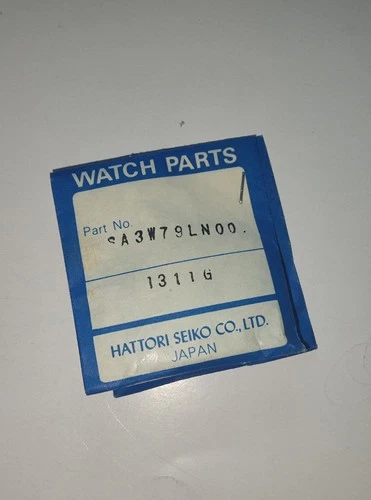 WATCH PARTS
Part No.
SA3W79LN00.
1311G
HATTORI SEIKO CO., LTD.
JAPAN